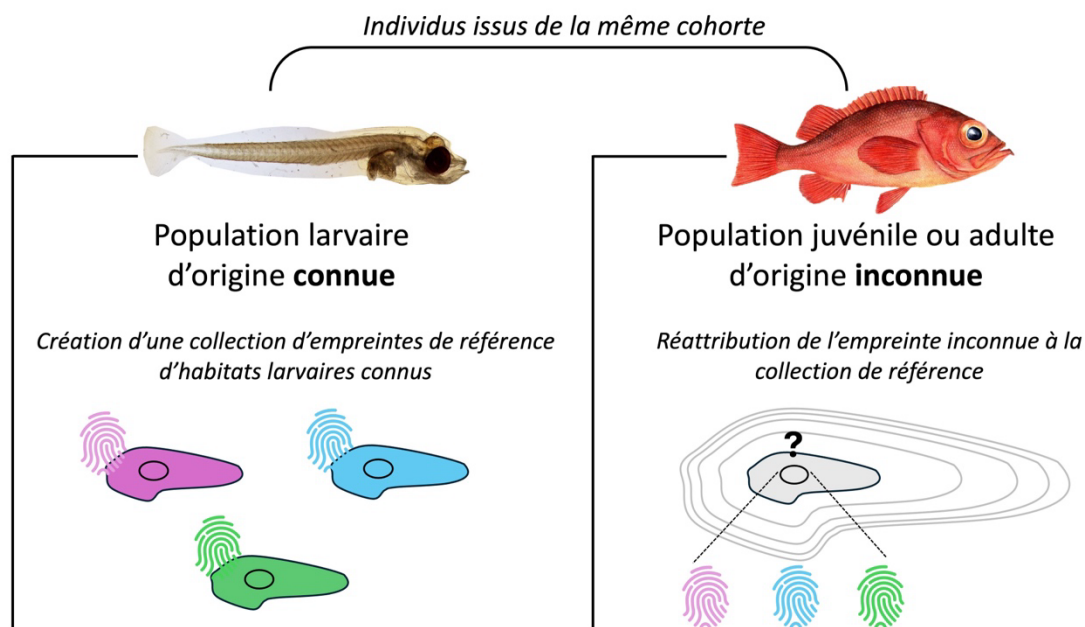 Individus issus de la même cohorte
Population larvaire
d’origine connue
Création d’une collection d’empreintes de référence
d’habitats larvaires connus
Population juvénile ou adulte
d’origine inconnue
Réattribution de l’empreinte inconnue à la
collection de référence
?